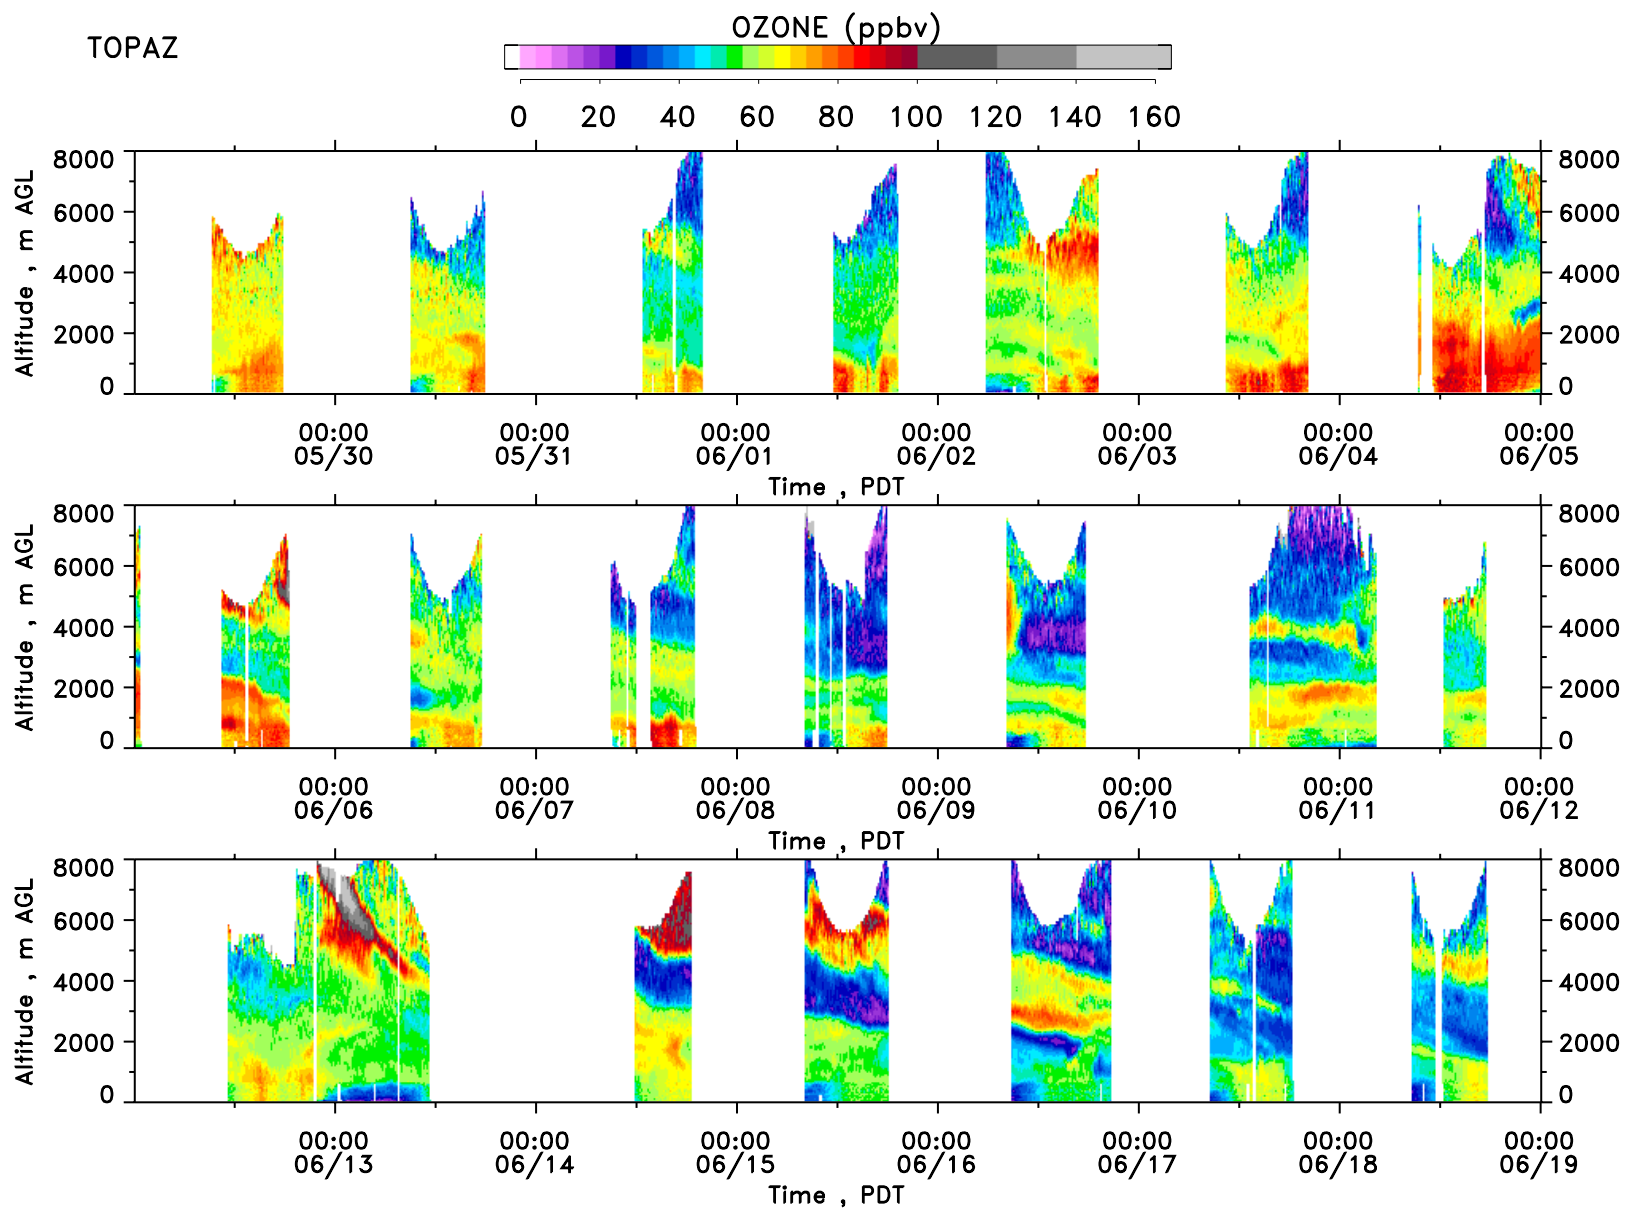 OZONE (ppbv)
TOPAZ
0 20 40 60 80 100 120 140 160
8000 8000
6000 6000
4000 4000
2000 2000
0 0
Altitude , m AGL
00:00 00:00 00:00 00:00 00:00 00:00 00:00
05/30 05/31 06/01 06/02 06/03 06/04 06/05
Time , PDT
8000 8000
6000 6000
4000 4000
2000 2000
0 0
Altitude , m AGL
00:00 00:00 00:00 00:00 00:00 00:00 00:00
06/06 06/07 06/08 06/09 06/10 06/11 06/12
Time , PDT
8000 8000
6000 6000
4000 4000
2000 2000
0 0
Altitude , m AGL
00:00 00:00 00:00 00:00 00:00 00:00 00:00
06/13 06/14 06/15 06/16 06/17 06/18 06/19
Time , PDT